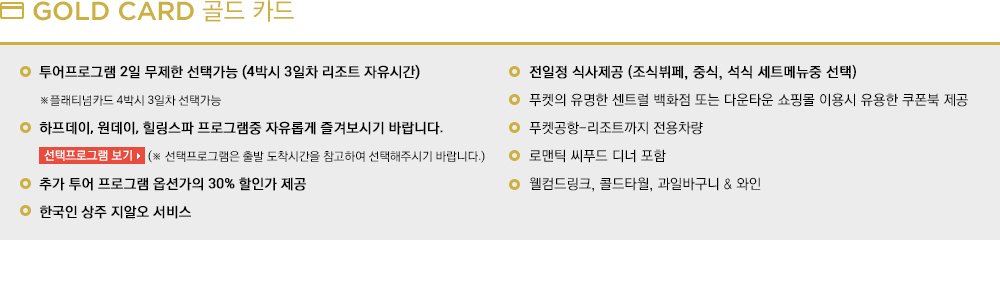 GOLD CARD 골드 카드
투어프로그램 2일 무제한 선택가능 (4박시 3일차 리조트 자유시간)
※플래티넘카드 4박시 3일차 선택가능
하프데이, 원데이, 힐링스파 프로그램중 자유롭게 즐겨보시기 바랍니다.
선택프로그램 보기 (※ 선택프로그램은 출발 도착시간을 참고하여 선택해주시기 바랍니다.)
추가 투어 프로그램 옵션가의 30% 할인가 제공
한국인 상주 지알오 서비스
전일정 식사제공 (조식뷔페, 중식, 석식 세트메뉴중 선택)
푸켓의 유명한 센트럴 백화점 또는 다운타운 쇼핑몰 이용시 유용한 쿠폰북 제공
푸켓공항-리조트까지 전용차량
로맨틱 씨푸드 디너 포함
웰컴드링크, 콜드타월, 과일바구니 & 와인